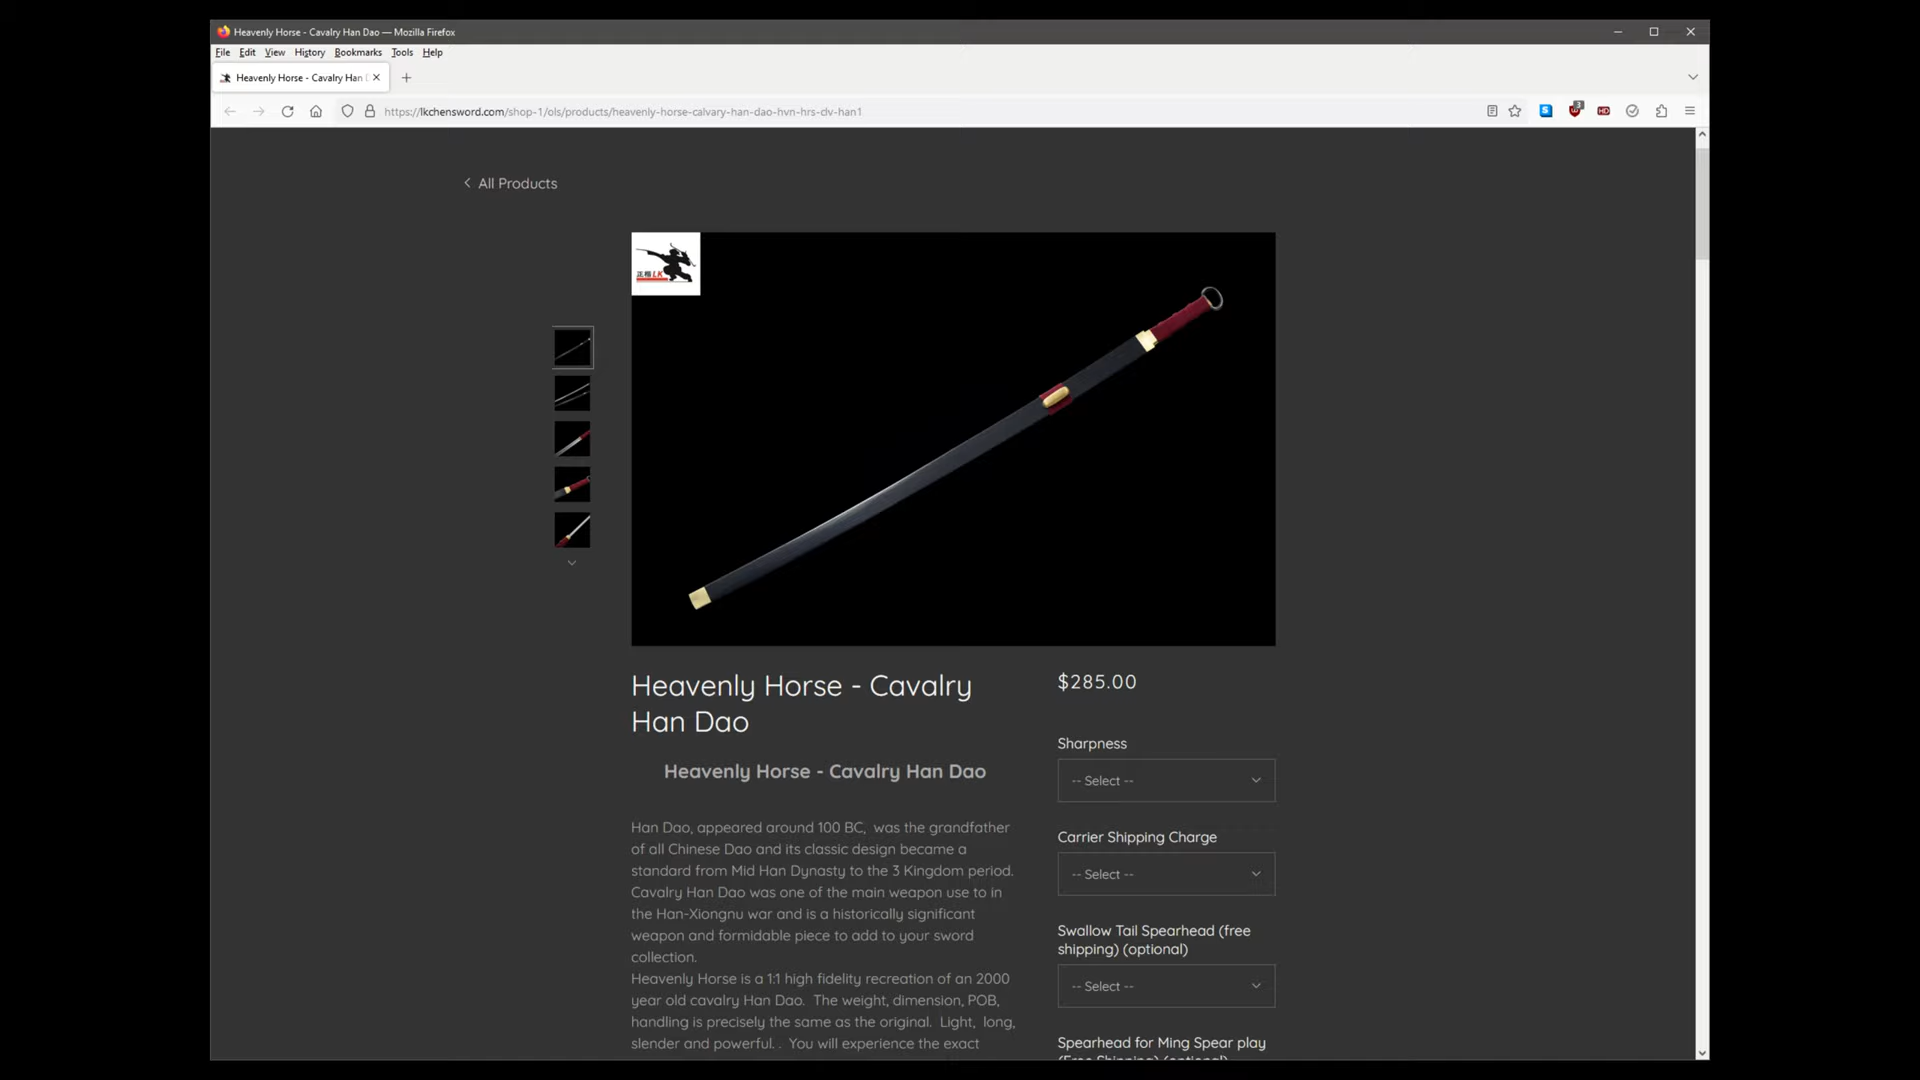 Heavenly Horse - Cavalry Han Dao — Mozilla Firefox
File Edit View History Bookmarks Tools Help
Heavenly Horse - Cavalry Han
https://lkchensword.com/shop-1/ols/products/heavenly-horse-calvary-han-dao-hvn-hrs-clv-han1
All Products
正樑LK
Heavenly Horse - Cavalry
Han Dao
Heavenly Horse - Cavalry Han Dao
Han Dao, appeared around 100 BC,  was the grandfather
of all Chinese Dao and its classic design became a
standard from Mid Han Dynasty to the 3 Kingdom period.
Cavalry Han Dao was one of the main weapon use to in
the Han-Xiongnu war and is a historically significant
weapon and formidable piece to add to your sword
collection.
Heavenly Horse is a 1:1 high fidelity recreation of an 2000
year old cavalry Han Dao.  The weight, dimension, POB,
handling is precisely the same as the original.  Light,  long,
slender and powerful. .  You will experience the exact
$285.00
Sharpness
-- Select --
Carrier Shipping Charge
-- Select --
Swallow Tail Spearhead (free
shipping) (optional)
-- Select --
Spearhead for Ming Spear play
(Free Shipping) (optional)